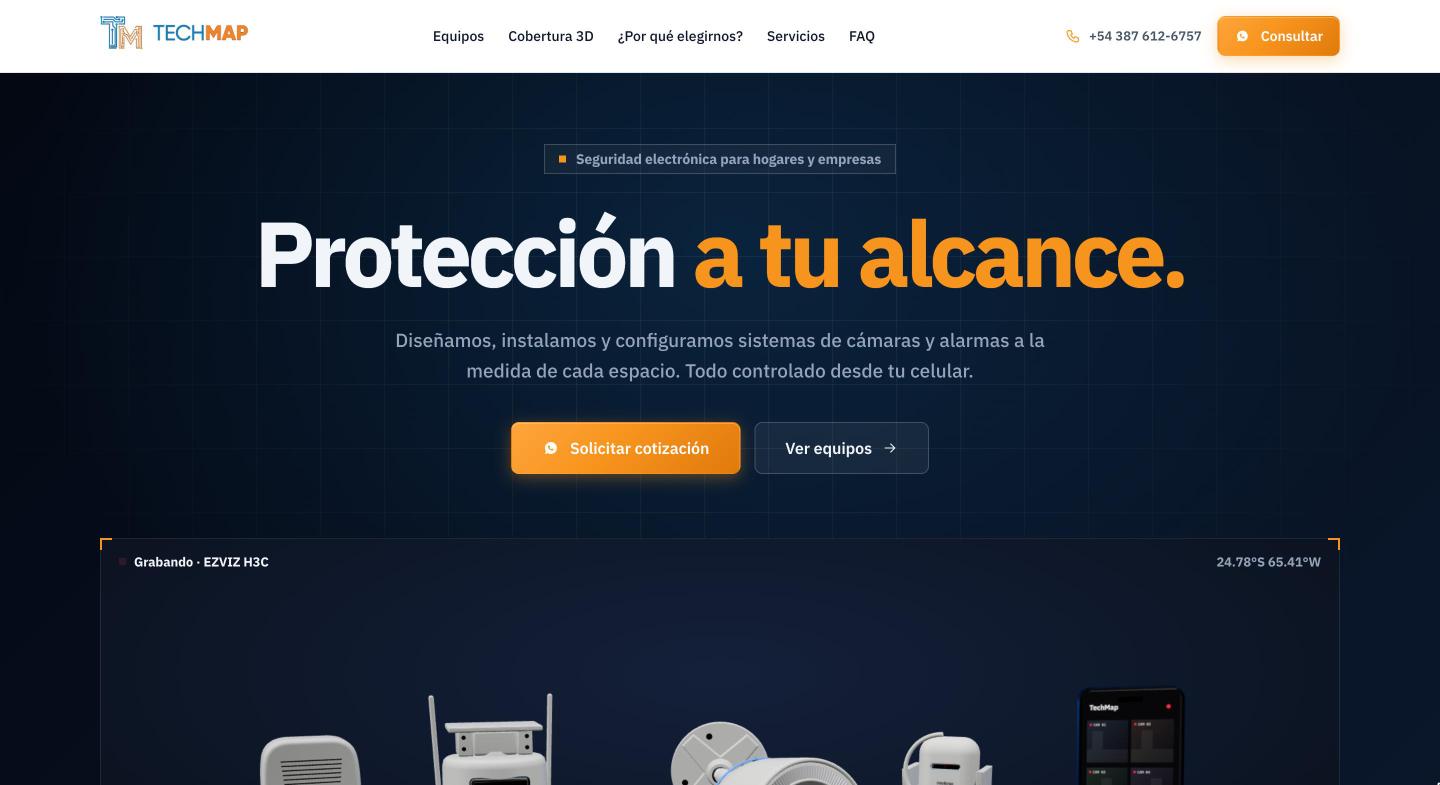 TM TECHMAP
Equipos
Cobertura 3D
¿Por qué elegirnos?
Servicios
FAQ
+54 387 612-6757
Consultar
Seguridad electrónica para hogares y empresas
Protección a tu alcance.
Diseñamos, instalamos y configuramos sistemas de cámaras y alarmas a la
medida de cada espacio. Todo controlado desde tu celular.
Solicitar cotización
Ver equipos →
Grabando · EZVIZ H3C
24.78°S 65.41°W
TechMap